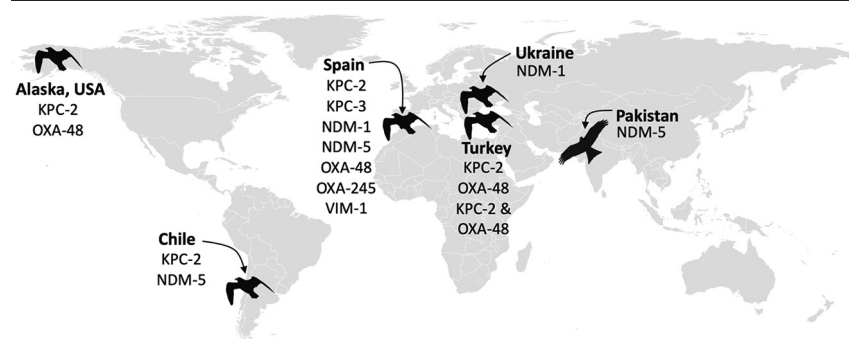 Alaska, USA
KPC-2
OXA-48
Spain
KPC-2
KPC-3
NDM-1
NDM-5
OXA-48
OXA-245
VIM-1
Ukraine
NDM-1
Turkey
KPC-2
OXA-48
KPC-2 &
OXA-48
Pakistan
NDM-5
Chile
KPC-2
NDM-5